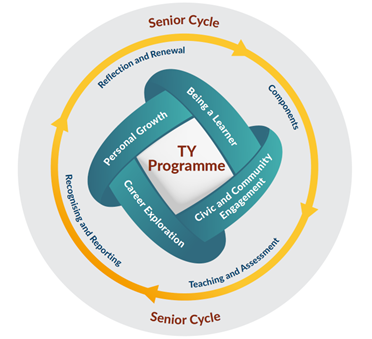 Senior Cycle
Reflection and Renewal
Components
Being a Learner
Personal Growth
TY
Programme
Civic and Community
Engagement
Career Exploration
Recognising and Reporting
Teaching and Assessment
Senior Cycle